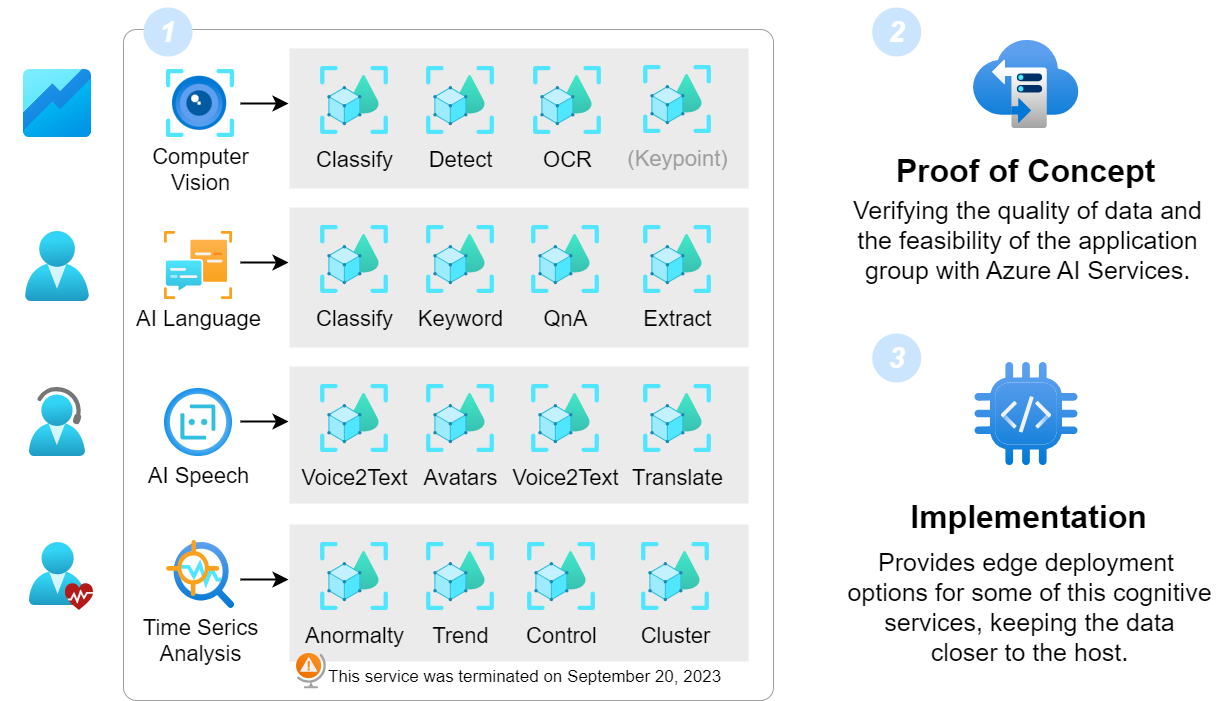 1
Computer
Vision
Classify
Detect
OCR
(Keypoint)
AI Language
Classify
Keyword
QnA
Extract
AI Speech
Voice2Text
Avatars
Voice2Text
Translate
Time Serics
Analysis
Anormalty
Trend
Control
Cluster
This service was terminated on September 20, 2023
2
Proof of Concept
Verifying the quality of data and
the feasibility of the application
group with Azure AI Services.
3
Implementation
Provides edge deployment
options for some of this cognitive
services, keeping the data
closer to the host.